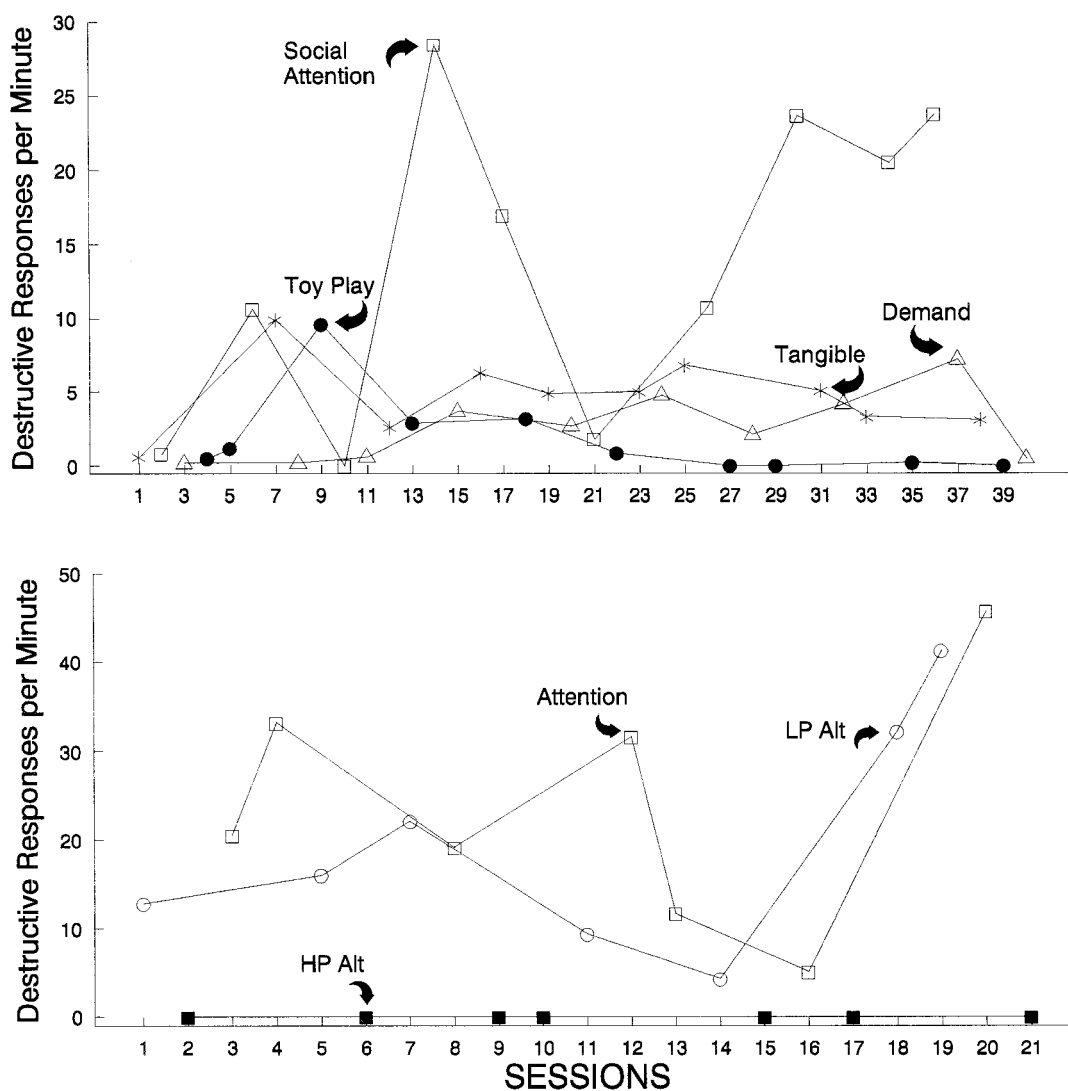 Destructive Responses per Minute
30
25
20
15
10
5
0
Social
Attention
Toy Play
Tangible
Demand
1 3 5 7 9 11 13 15 17 19 21 23 25 27 29 31 33 35 37 39
Destructive Responses per Minute
50
40
30
20
10
0
Attention
LP Alt
HP Alt
1 2 3 4 5 6 7 8 9 10 11 12 13 14 15 16 17 18 19 20 21
SESSIONS